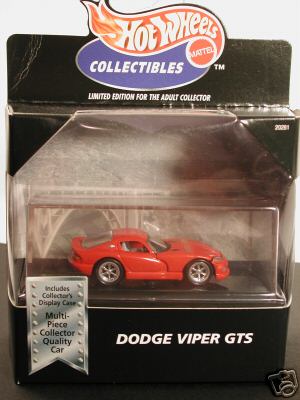 Hot Wheels
MATTEL
COLLECTIBLES
™
LIMITED EDITION FOR THE ADULT COLLECTOR
20261
Includes
Collector's
Display Case
Multi-
Piece
Collector
Quality
Car
DODGE VIPER GTS